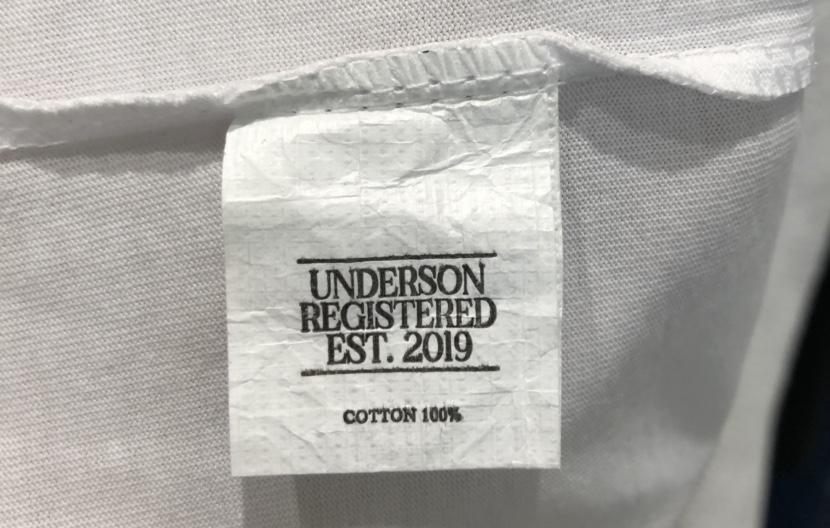 UNDERSON
REGISTERED
EST. 2019
COTTON 100%